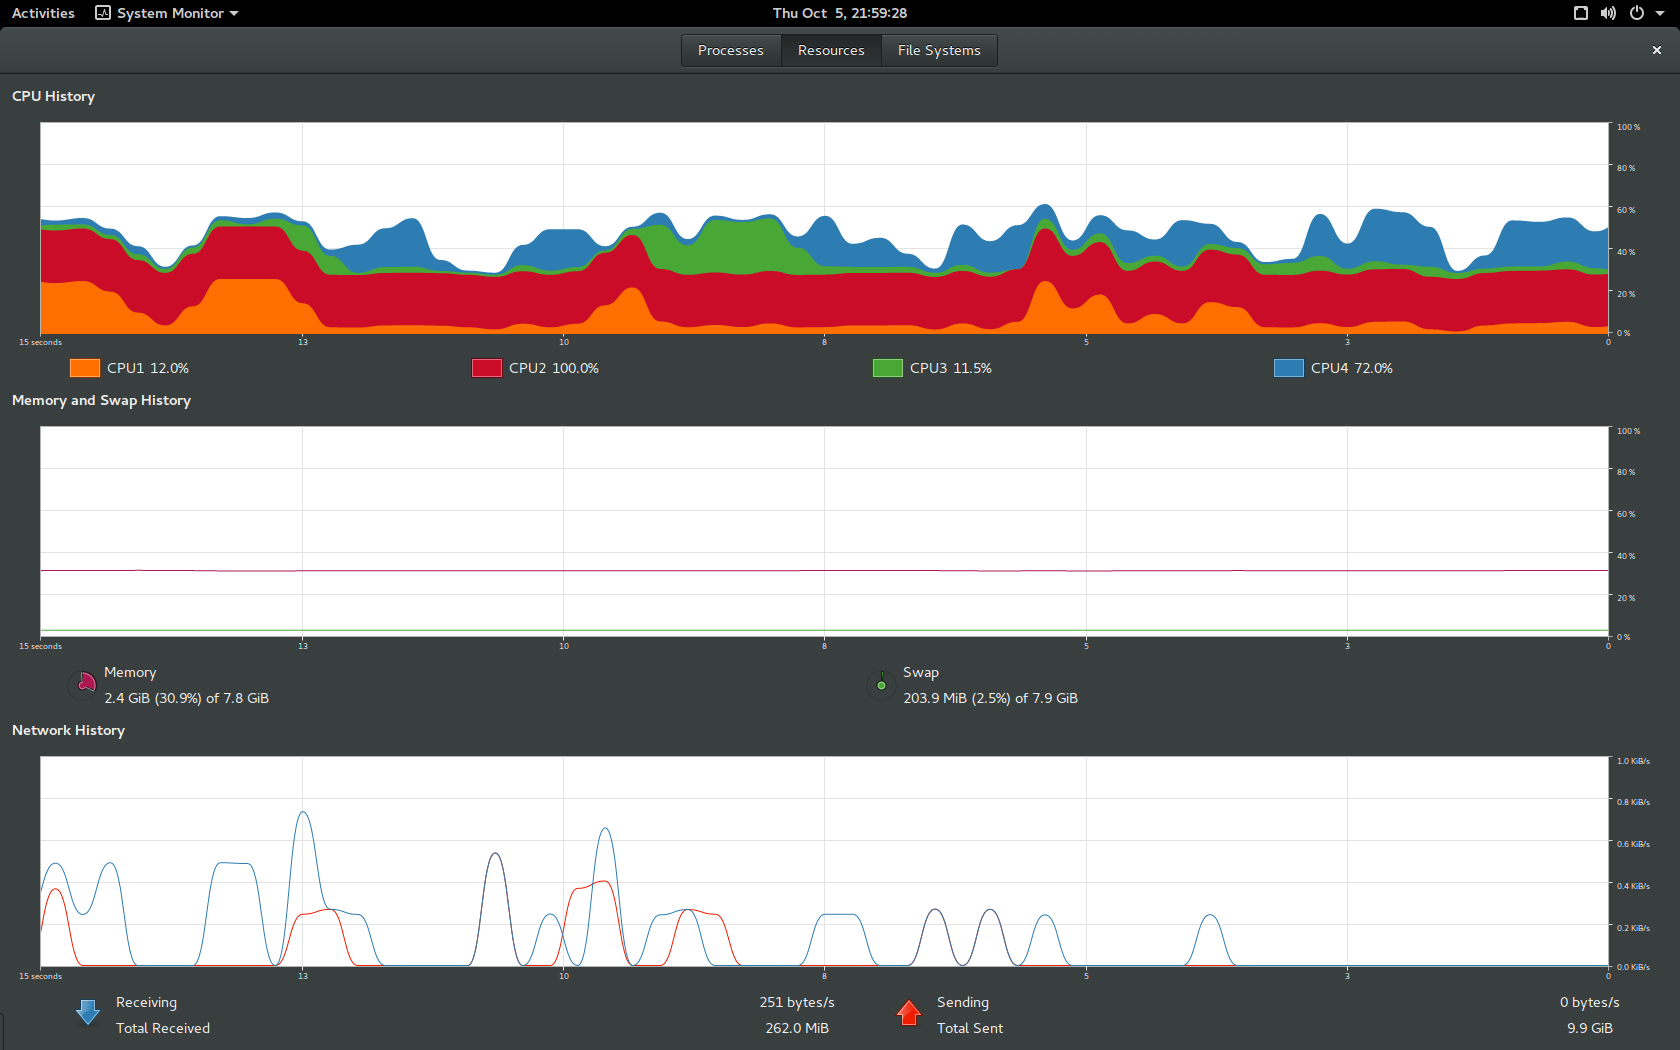 Activities System Monitor Thu Oct 5, 21:59:28
Processes Resources File Systems
CPU History
100 %
80 %
60 %
40 %
20 %
0 %
15 seconds 13 10 8 5 3 0
CPU1 12.0% CPU2 100.0% CPU3 11.5% CPU4 72.0%
Memory and Swap History
100 %
80 %
60 %
40 %
20 %
0 %
15 seconds 13 10 8 5 3 0
Memory Swap
2.4 GiB (30.9%) of 7.8 GiB 203.9 MiB (2.5%) of 7.9 GiB
Network History
1.0 KiB/s
0.8 KiB/s
0.6 KiB/s
0.4 KiB/s
0.2 KiB/s
0.0 KiB/s
15 seconds 13 10 8 5 3 0
Receiving 251 bytes/s Sending 0 bytes/s
Total Received 262.0 MiB Total Sent 9.9 GiB